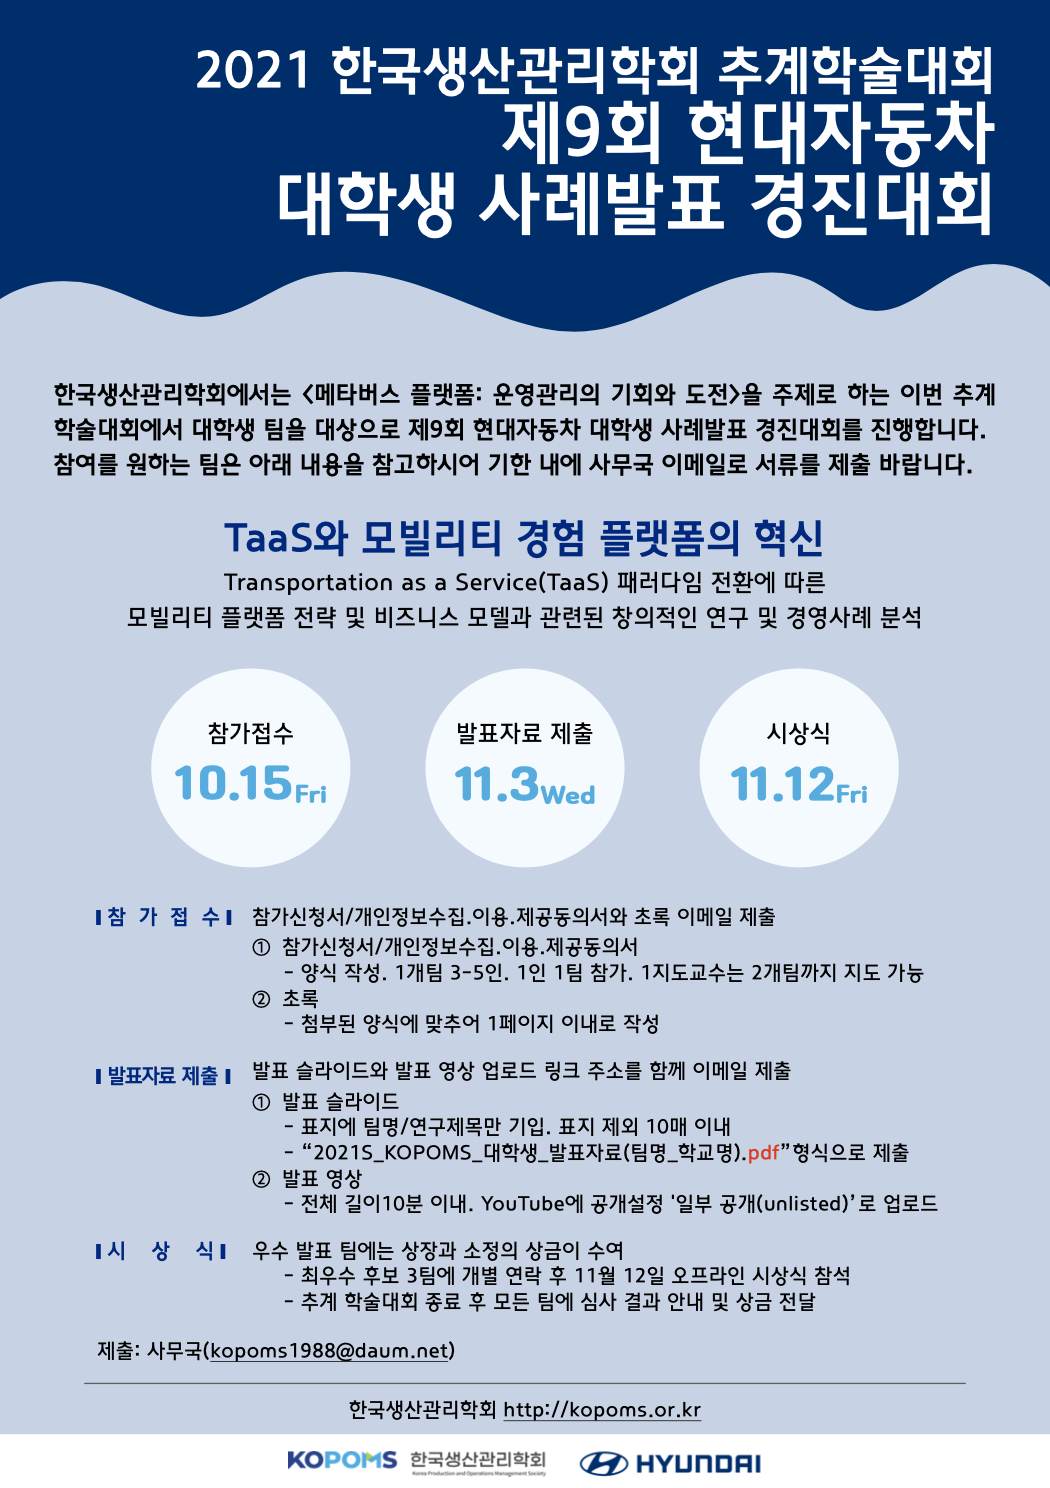 2021 한국생산관리학회 추계학술대회
제9회 현대자동차
대학생 사례발표 경진대회
한국생산관리학회에서는 <메타버스 플랫폼: 운영관리의 기회와 도전>을 주제로 하는 이번 추계
학술대회에서 대학생 팀을 대상으로 제9회 현대자동차 대학생 사례발표 경진대회를 진행합니다.
참여를 원하는 팀은 아래 내용을 참고하시어 기한 내에 사무국 이메일로 서류를 제출 바랍니다.
TaaS와 모빌리티 경험 플랫폼의 혁신
Transportation as a Service(TaaS) 패러다임 전환에 따른
모빌리티 플랫폼 전략 및 비즈니스 모델과 관련된 창의적인 연구 및 경영사례 분석
참가접수
10.15Fri
발표자료 제출
11.3Wed
시상식
11.12Fri
참 가 접 수 참가신청서/개인정보수집.이용.제공동의서와 초록 이메일 제출
① 참가신청서/개인정보수집.이용.제공동의서
- 양식 작성. 1개팀 3-5인. 1인 1팀 참가. 1지도교수는 2개팀까지 지도 가능
② 초록
- 첨부된 양식에 맞추어 1페이지 이내로 작성
발표자료 제출 발표 슬라이드와 발표 영상 업로드 링크 주소를 함께 이메일 제출
① 발표 슬라이드
- 표지에 팀명/연구제목만 기입. 표지 제외 10매 이내
- “2021S_KOPOMS_대학생_발표자료(팀명_학교명).pdf”형식으로 제출
② 발표 영상
- 전체 길이10분 이내. YouTube에 공개설정 '일부 공개(unlisted)’로 업로드
시 상 식 우수 발표 팀에는 상장과 소정의 상금이 수여
- 최우수 후보 3팀에 개별 연락 후 11월 12일 오프라인 시상식 참석
- 추계 학술대회 종료 후 모든 팀에 심사 결과 안내 및 상금 전달
제출: 사무국(kopoms1988@daum.net)
한국생산관리학회 http://kopoms.or.kr
KOPOMS 한국생산관리학회 HYUNDAI
Korea Production and Operations Management Society